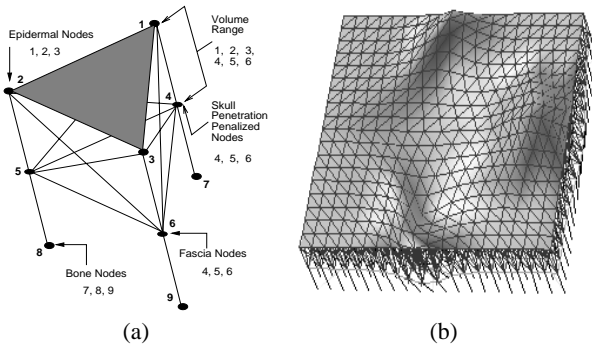 Epidermal Nodes
1, 2, 3
1
Volume
Range
1, 2, 3,
4, 5, 6
2
4
Skull
Penetration
Penalized
Nodes
4, 5, 6
3
5
7
6
8
Bone Nodes
7, 8, 9
Fascia Nodes
4, 5, 6
9
(a)
(b)